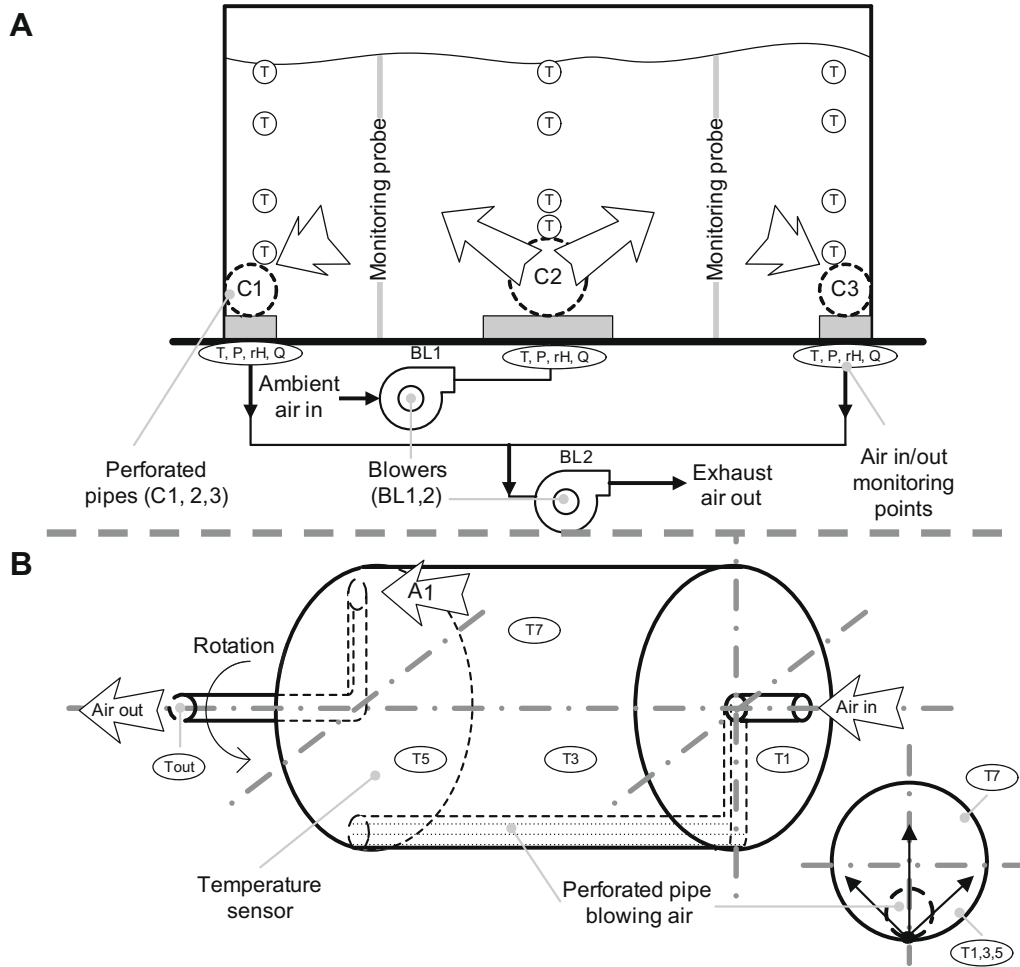 A
T
T
T
T
T
T
T
T
T
T
T
T
Monitoring probe
Monitoring probe
C1
C2
C3
T, P, rH, Q
T, P, rH, Q
T, P, rH, Q
BL1
Ambient
air in
Perforated
pipes (C1, 2,3)
Blowers
(BL1,2)
BL2
Exhaust
air out
Air in/out
monitoring
points
B
A1
T7
Rotation
Air out
Air in
Tout
T5
T3
T1
T7
Temperature
sensor
Perforated pipe
blowing air
T1,3,5